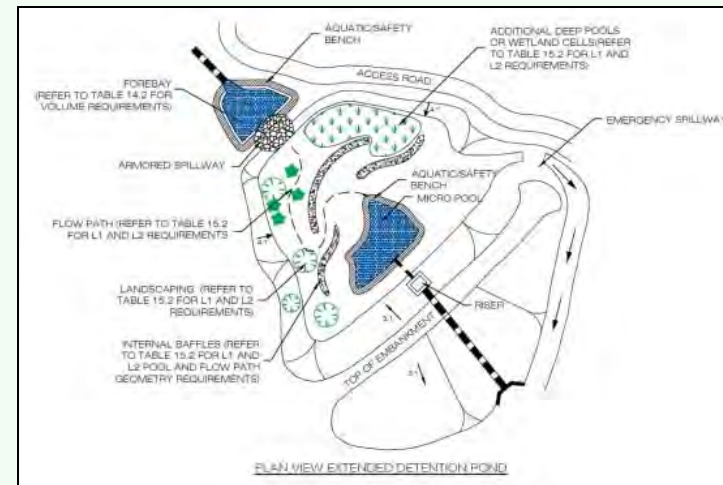 AQUATIC/SAFETY
BENCH
ADDITIONAL DEEP POOLS
OR WETLAND CELLS(REFER
TO TABLE 15.2 FOR L1 AND
L2 REQUIREMENTS)
FOREBAY
(REFER TO TABLE 14.2 FOR
VOLUME REQUIREMENTS)
ACCESS ROAD
EMERGENCY SPILLWAY
ARMORED SPILLWAY
AQUATIC/SAFETY
BENCH
MICRO POOL
FLOW PATH (REFER TO TABLE 15.2
FOR L1 AND L2
REQUIREMENTS
LANDSCAPING (REFER TO
TABLE 15.2 FOR L1 AND L2
REQUIREMENTS)
RISER
INTERNAL BAFFLES (REFER
TO TABLE 15.2 FOR L1 AND
L2 POOL AND FLOW PATH
GEOMETRY REQUIREMENTS)
TOP OF EMBANKMENT
3:1
3:1
PLAN VIEW EXTENDED DETENTION POND